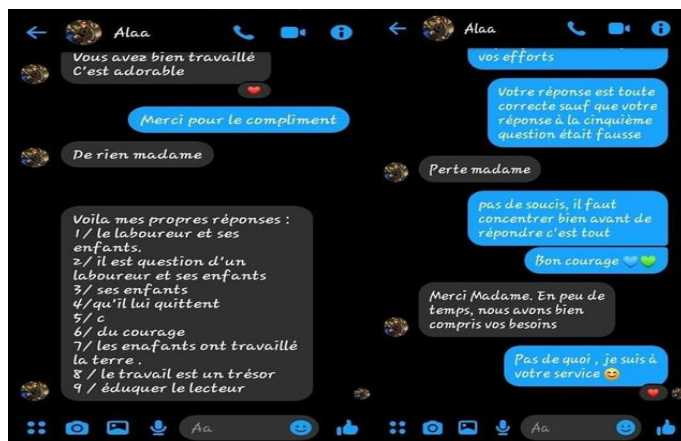 Alaa
Vous avez bien travaillé
C'est adorable
Merci pour le compliment
De rien madame
Voila mes propres réponses :
1/ le laboureur et ses
enfants.
2/ il est question d'un
laboureur et ses enfants
3/ ses enfants
4/qu'il lui quittent
5/ c
6/ du courage
7/ les enafants ont travaillé
la terre .
8 / le travail est un trésor
9 / éduquer le lecteur
Aa
Alaa
vos efforts
Votre réponse est toute
correcte sauf que votre
réponse à la cinquième
question était fausse
Perte madame
pas de soucis, il faut
concentrer bien avant de
répondre c'est tout
Bon courage 💙💚
Merci Madame. En peu de
temps, nous avons bien
compris vos besoins
Pas de quoi , je suis à
votre service 😊
Aa